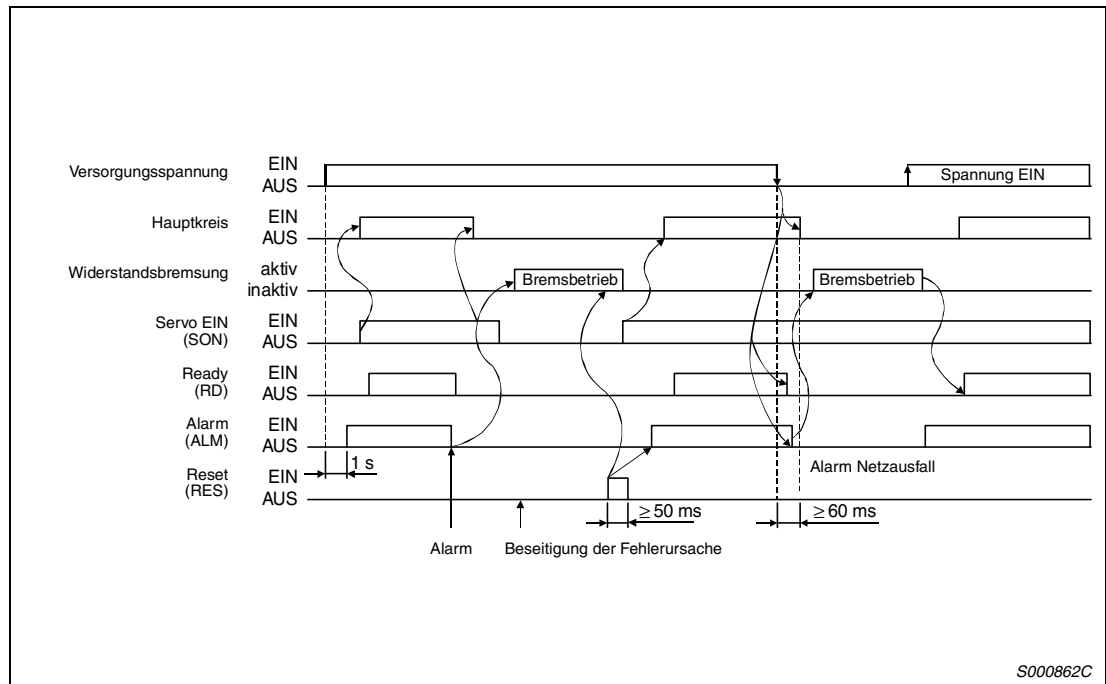 Versorgungsspannung EIN
AUS
Spannung EIN
Hauptkreis EIN
AUS
Widerstandsbremsung aktiv
inaktiv
Bremsbetrieb
Bremsbetrieb
Servo EIN
(SON)
EIN
AUS
Ready
(RD)
EIN
AUS
Alarm
(ALM)
EIN
AUS
1 s
Alarm Netzausfall
Reset
(RES)
EIN
AUS
≥ 50 ms
≥ 60 ms
Alarm
Beseitigung der Fehlerursache
S000862C